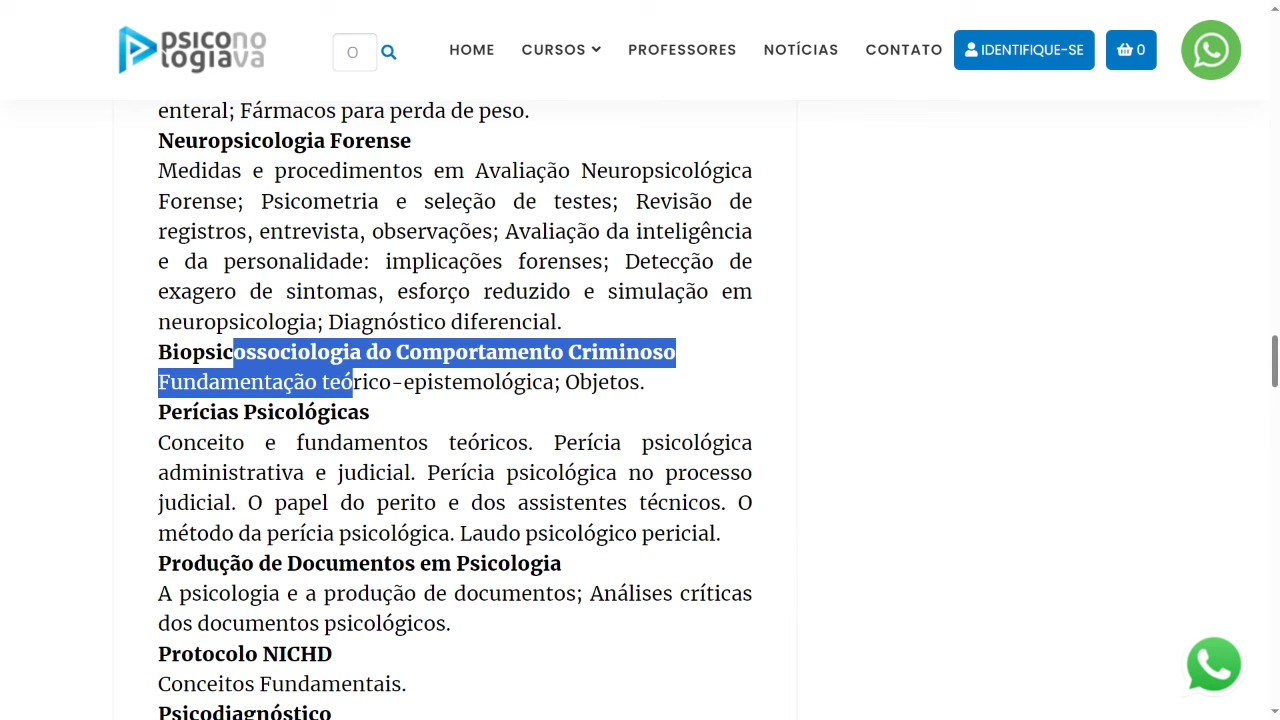 psicono
logiava
O
HOME
CURSOS
PROFESSORES
NOTÍCIAS
CONTATO
IDENTIFIQUE-SE
0
enteral; Fármacos para perda de peso.
Neuropsicologia Forense
Medidas e procedimentos em Avaliação Neuropsicológica
Forense; Psicometria e seleção de testes; Revisão de
registros, entrevista, observações; Avaliação da inteligência
e da personalidade: implicações forenses; Detecção de
exagero de sintomas, esforço reduzido e simulação em
neuropsicologia; Diagnóstico diferencial.
Biopsicossociologia do Comportamento Criminoso
Fundamentação teórico-epistemológica; Objetos.
Perícias Psicológicas
Conceito e fundamentos teóricos. Perícia psicológica
administrativa e judicial. Perícia psicológica no processo
judicial. O papel do perito e dos assistentes técnicos. O
método da perícia psicológica. Laudo psicológico pericial.
Produção de Documentos em Psicologia
A psicologia e a produção de documentos; Análises críticas
dos documentos psicológicos.
Protocolo NICHD
Conceitos Fundamentais.
Psicodiagnóstico